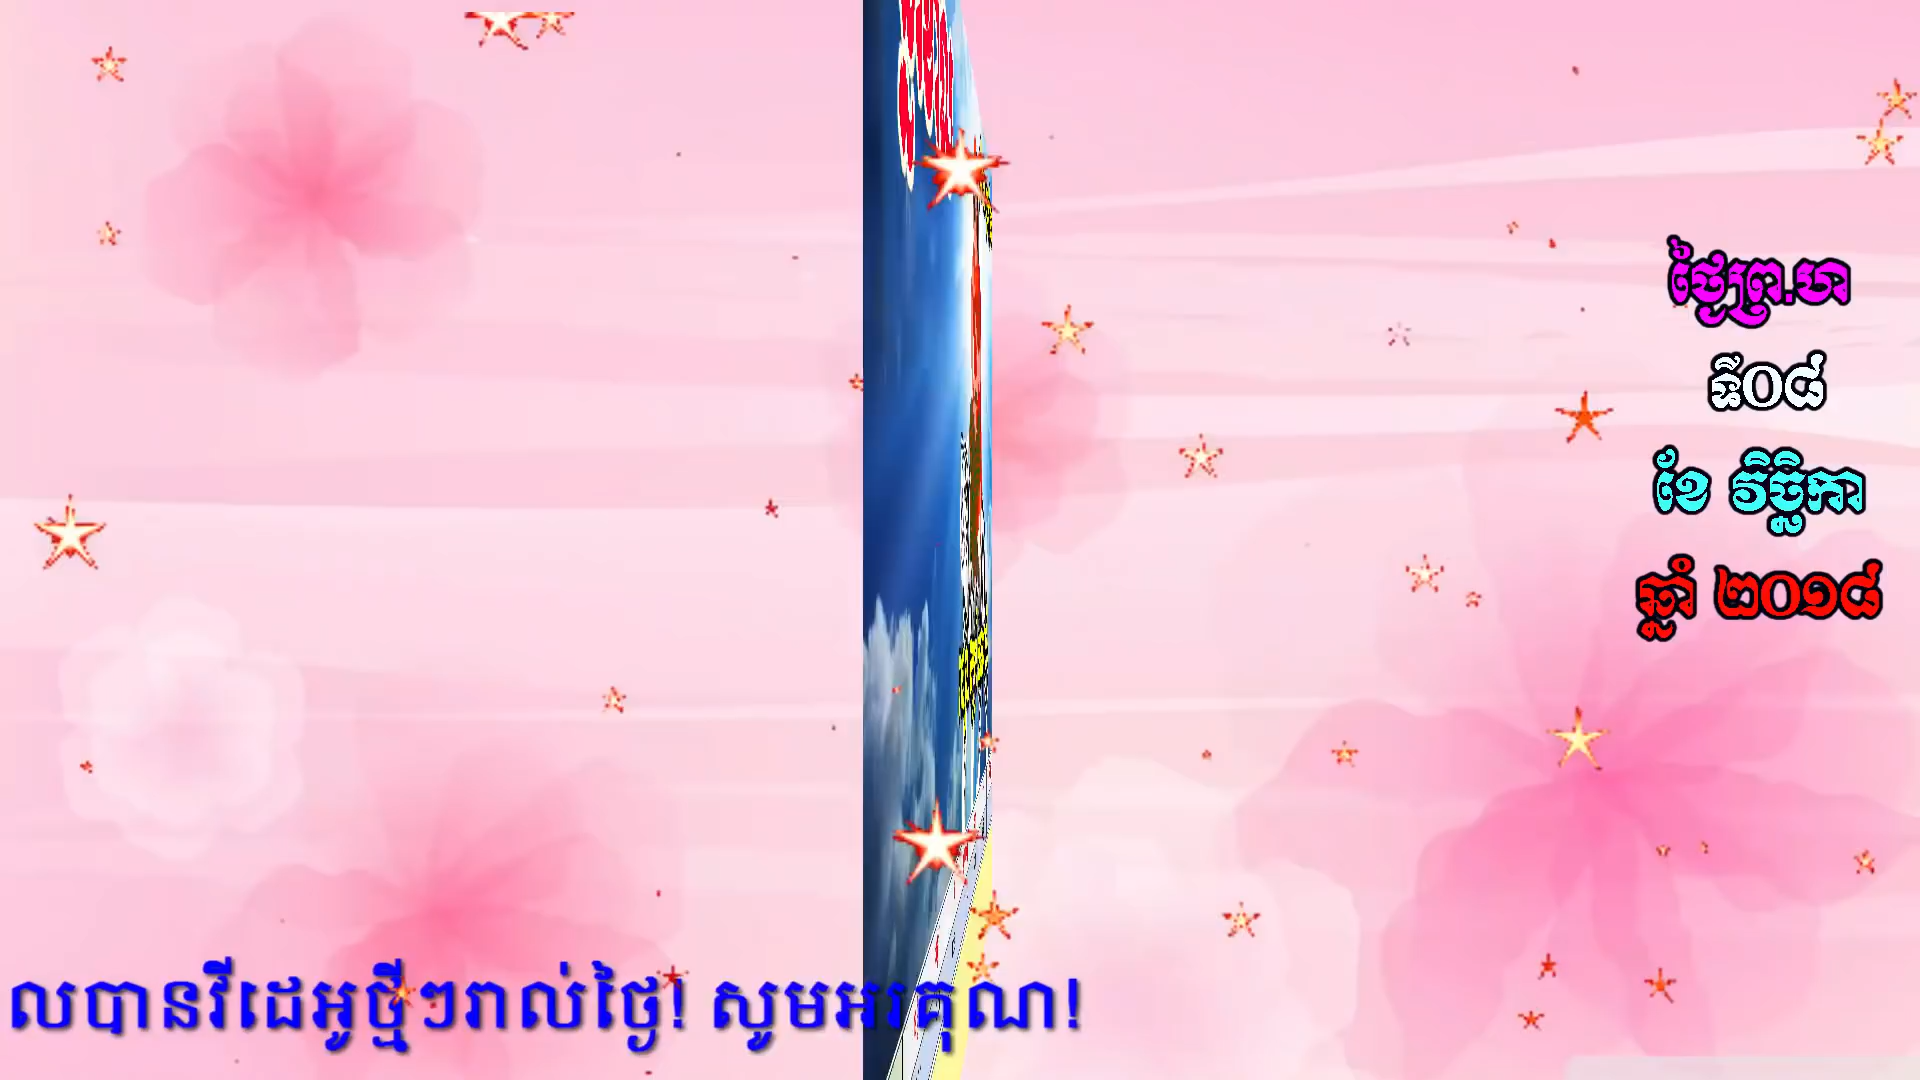 ថ្ងៃព្រ.ហ
ទី០៨
ខែ វិច្ឆិកា
ឆ្នាំ ២០១៨
លបានវីដេអូថ្មីៗរាល់ថ្ងៃ! សូមអរគុណ!